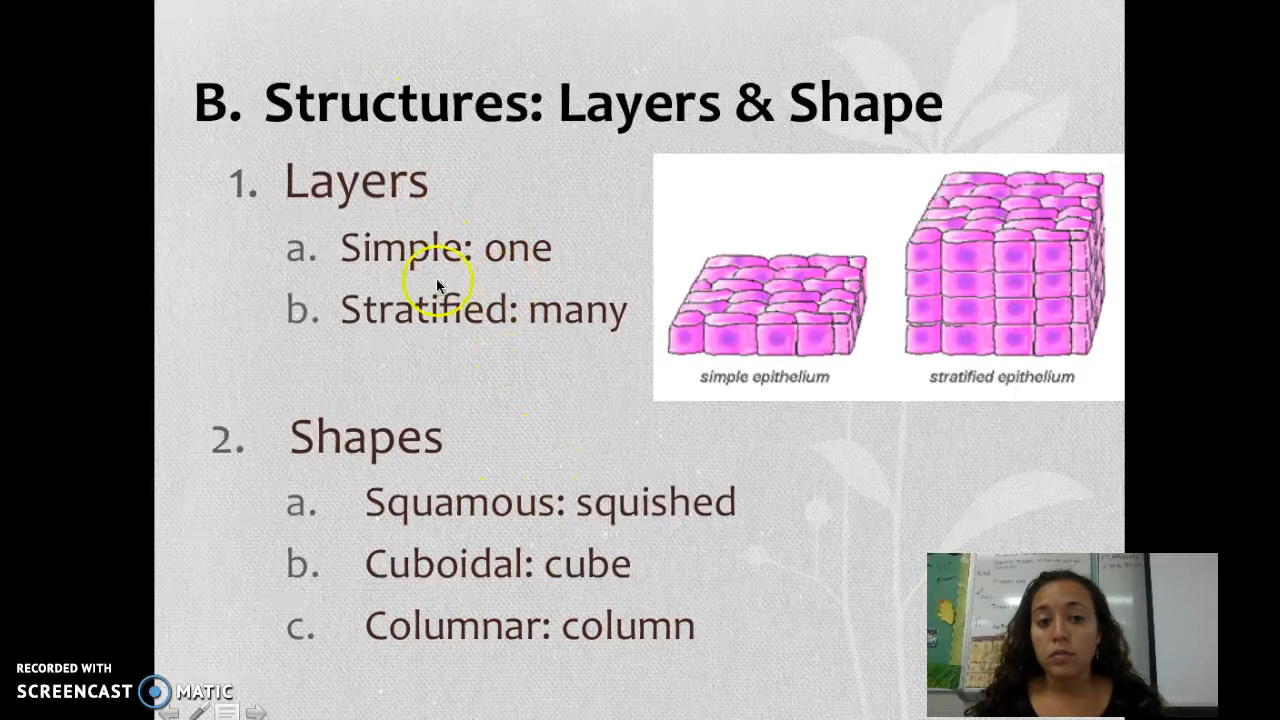 B. Structures: Layers & Shape
1. Layers
a. Simple: one
b. Stratified: many
simple epithelium
stratified epithelium
2. Shapes
a. Squamous: squished
b. Cuboidal: cube
c. Columnar: column
RECORDED WITH
SCREENCAST MATIC